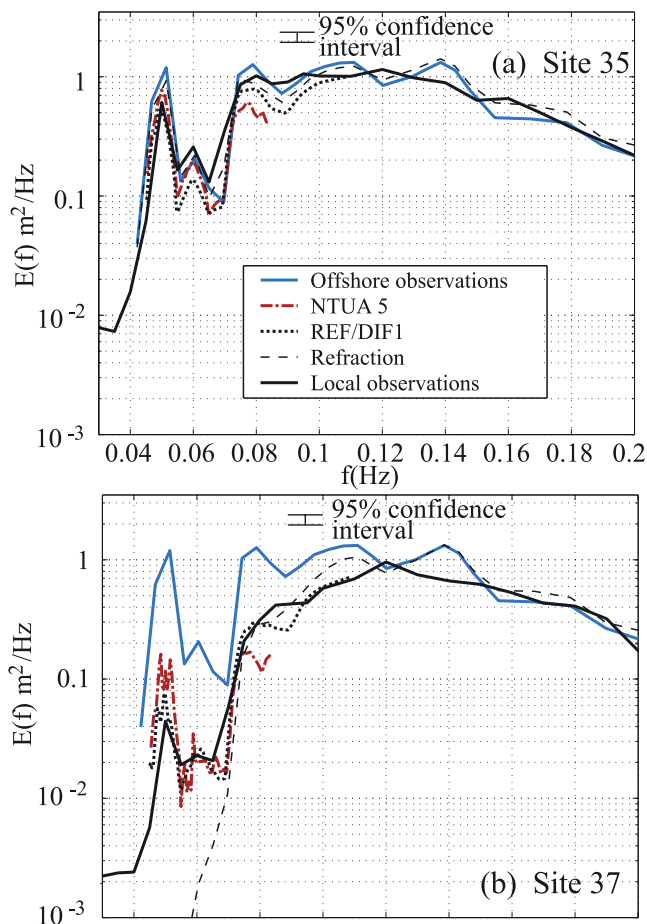 95% confidence
interval
(a) Site 35
1
0.1
10-2
10-3
E(f) m2/Hz
Offshore observations
NTUA 5
REF/DIF1
Refraction
Local observations
0.04 0.06 0.08 0.1 0.12 0.14 0.16 0.18 0.2
f(Hz)
95% confidence
interval
1
0.1
10-2
10-3
E(f) m2/Hz
(b) Site 37